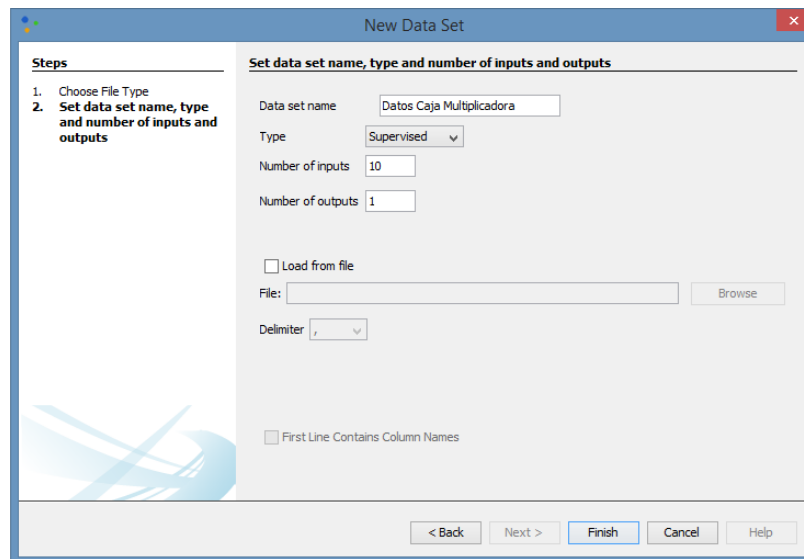 New Data Set
Steps
1. Choose File Type
2. Set data set name, type
and number of inputs and
outputs
Set data set name, type and number of inputs and outputs
Data set name Datos Caja Multiplicadora
Type Supervised
Number of inputs 10
Number of outputs 1
Load from file
File: Browse
Delimiter ,
First Line Contains Column Names
< Back Next > Finish Cancel Help